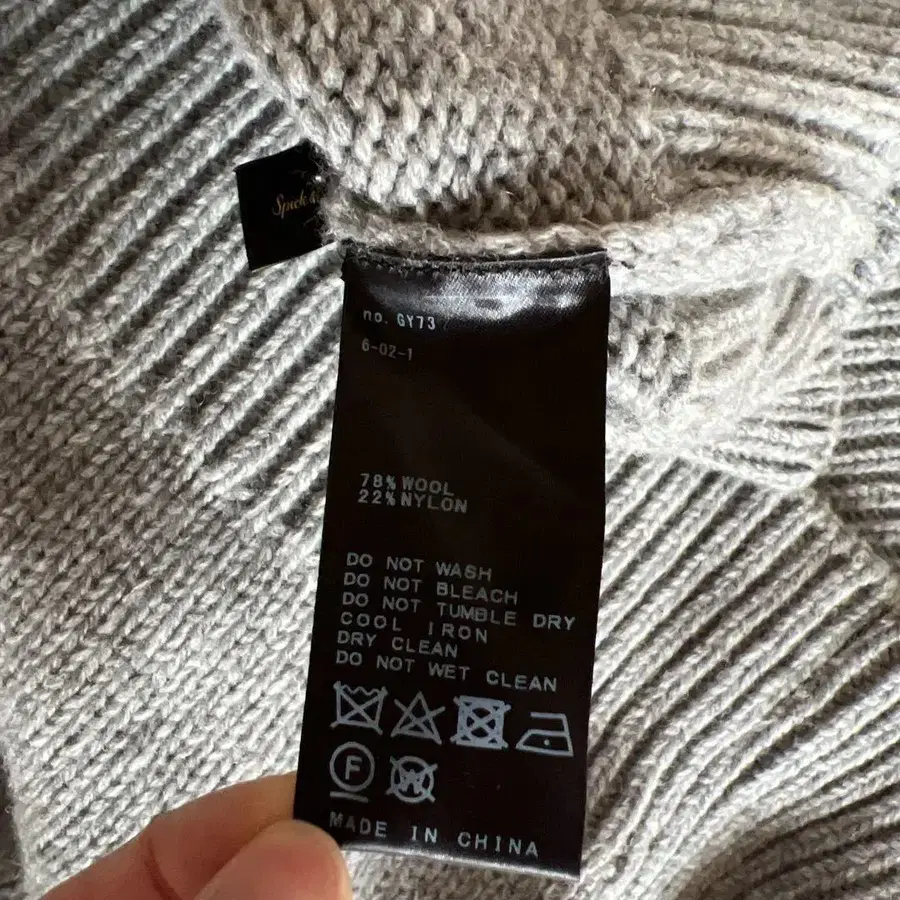 Spick
no. GY73
6-02-1
78% WOOL
22% NYLON
DO NOT WASH
DO NOT BLEACH
DO NOT TUMBLE DRY
COOL IRON
DRY CLEAN
DO NOT WET CLEAN
F
W
MADE IN CHINA